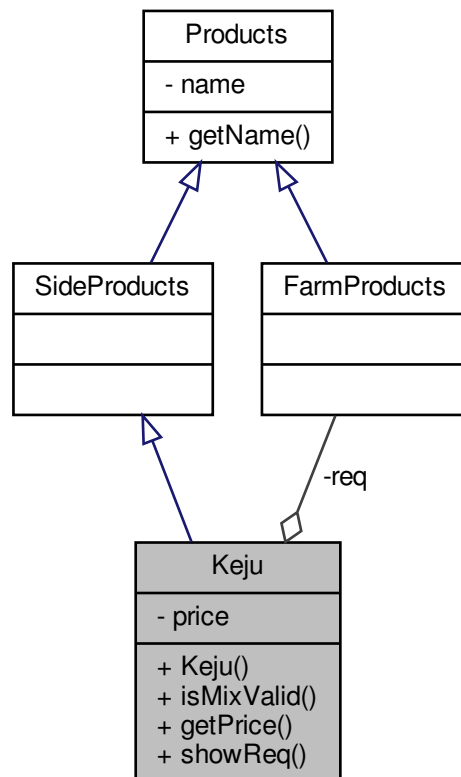 Products
- name
+ getName()
SideProducts
FarmProducts
-req
Keju
- price
+ Keju()
+ isMixValid()
+ getPrice()
+ showReq()